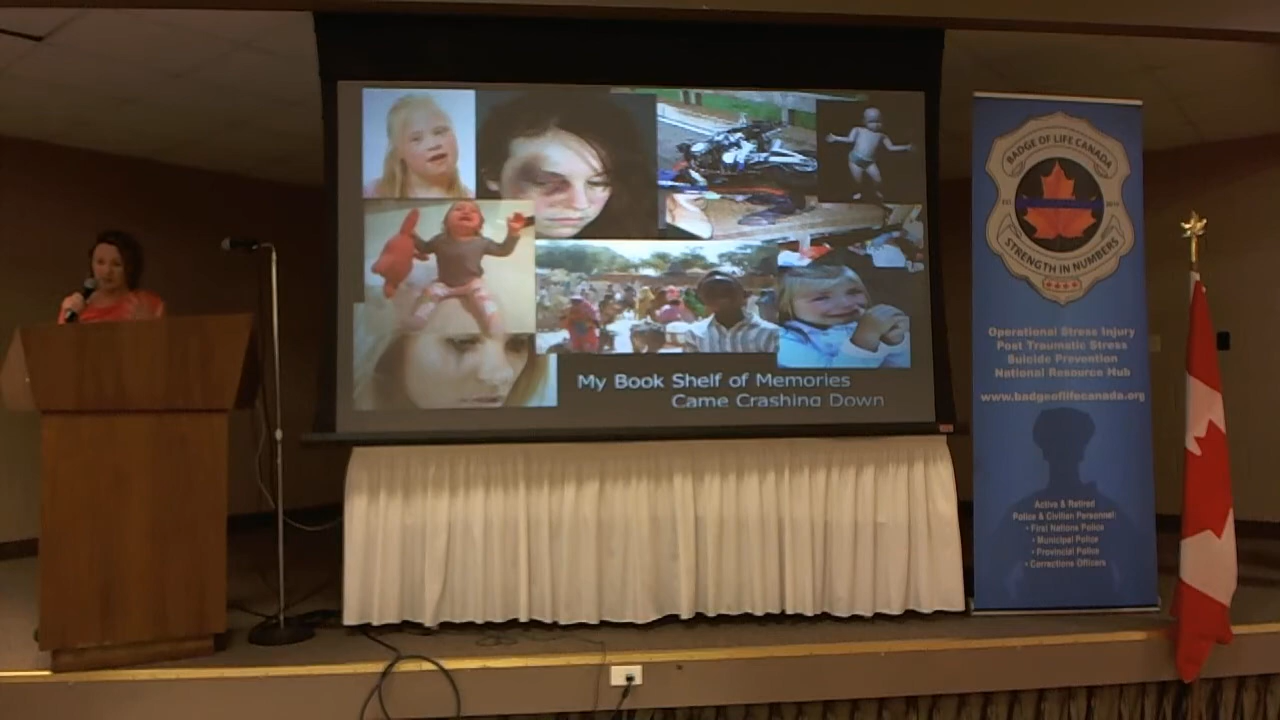 My Book Shelf of Memories
Came Crashing Down
BADGE OF LIFE CANADA
STRENGTH IN NUMBERS
Operational Stress Injury
Post Traumatic Stress
Suicide Prevention
National Resource Hub
www.badgeoflifecanada.org
Active & Retired
Police & Civilian Personnel:
• First Nations Police
• Municipal Police
• Provincial Police
• Corrections Officers